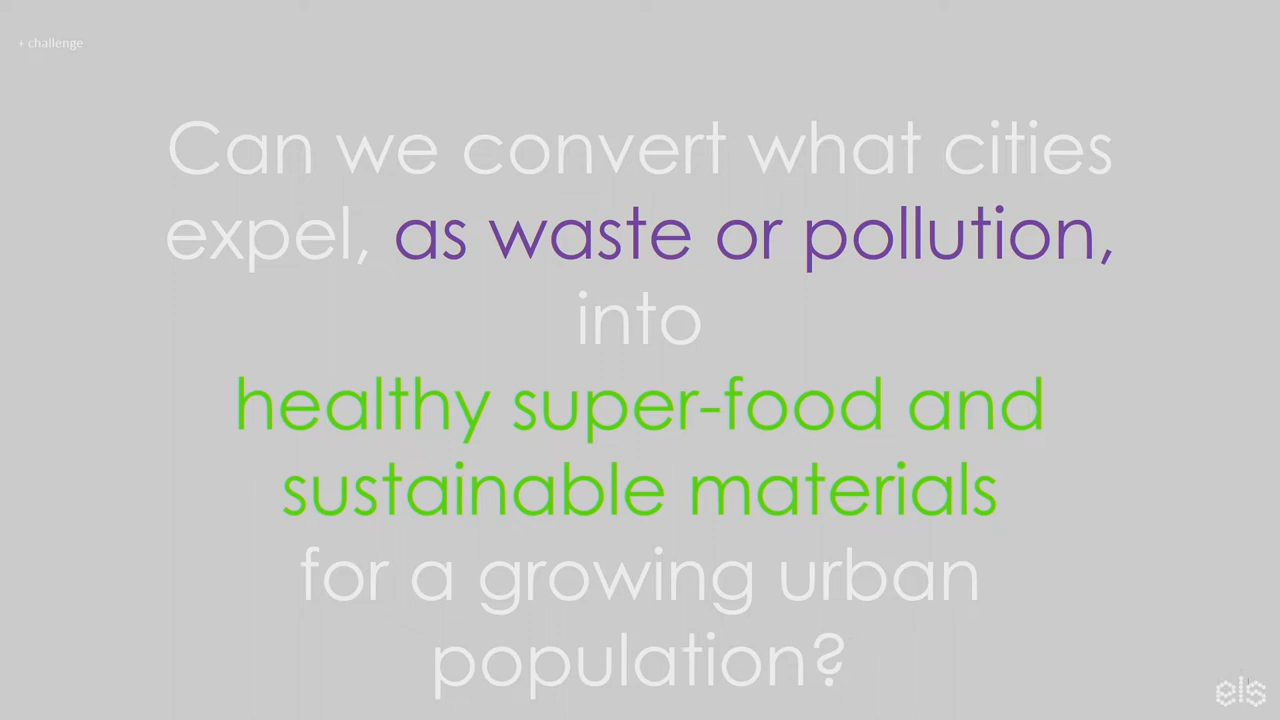 + challenge
Can we convert what cities
expel, as waste or pollution,
into
healthy super-food and
sustainable materials
for a growing urban
population?
els